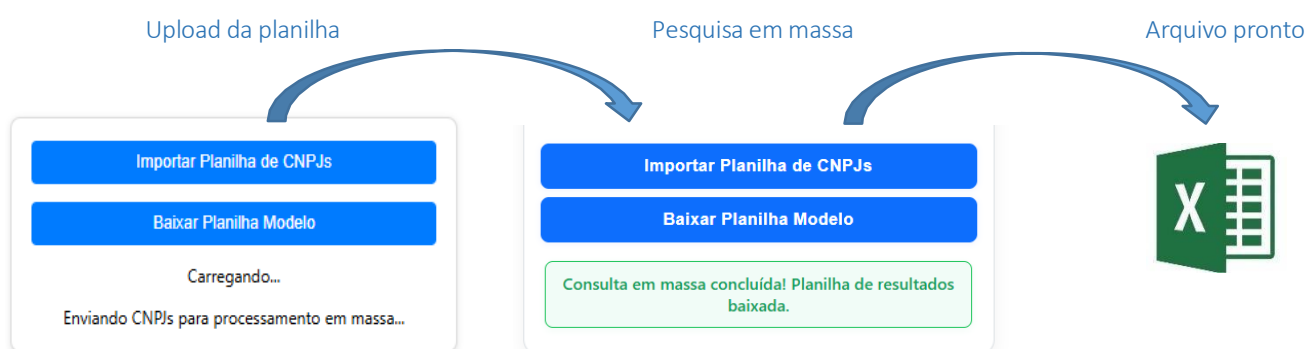 Upload da planilha
Pesquisa em massa
Arquivo pronto
Importar Planilha de CNPJs
Baixar Planilha Modelo
Carregando...
Enviando CNPJs para processamento em massa...
Importar Planilha de CNPJs
Baixar Planilha Modelo
Consulta em massa concluída! Planilha de resultados
baixada.
X